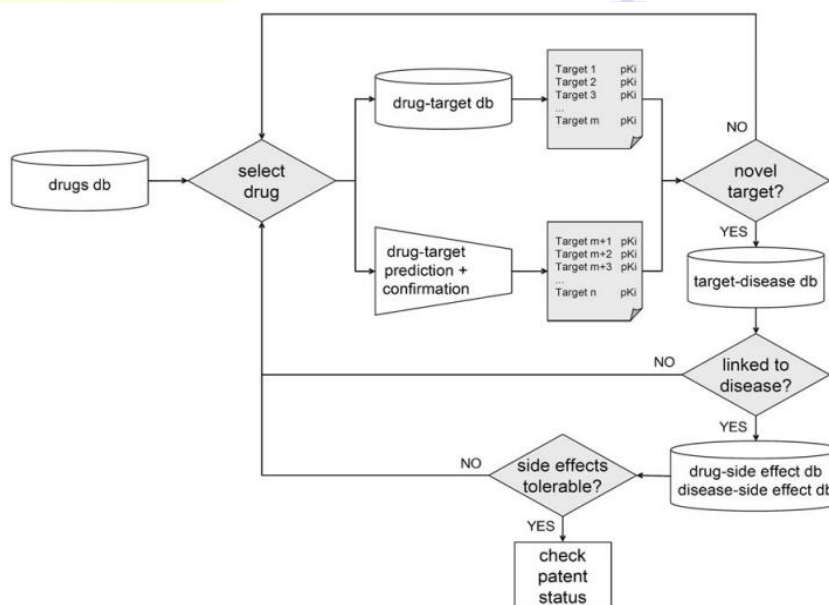 drugs db
select
drug
drug-target db
Target 1 pKi
Target 2 pKi
Target 3 pKi
...
Target m pKi
drug-target
prediction +
confirmation
Target m+1 pKi
Target m+2 pKi
Target m+3 pKi
...
Target n pKi
NO
novel
target?
YES
target-disease db
NO
linked to
disease?
YES
drug-side effect db
disease-side effect db
NO
side effects
tolerable?
YES
check
patent
status